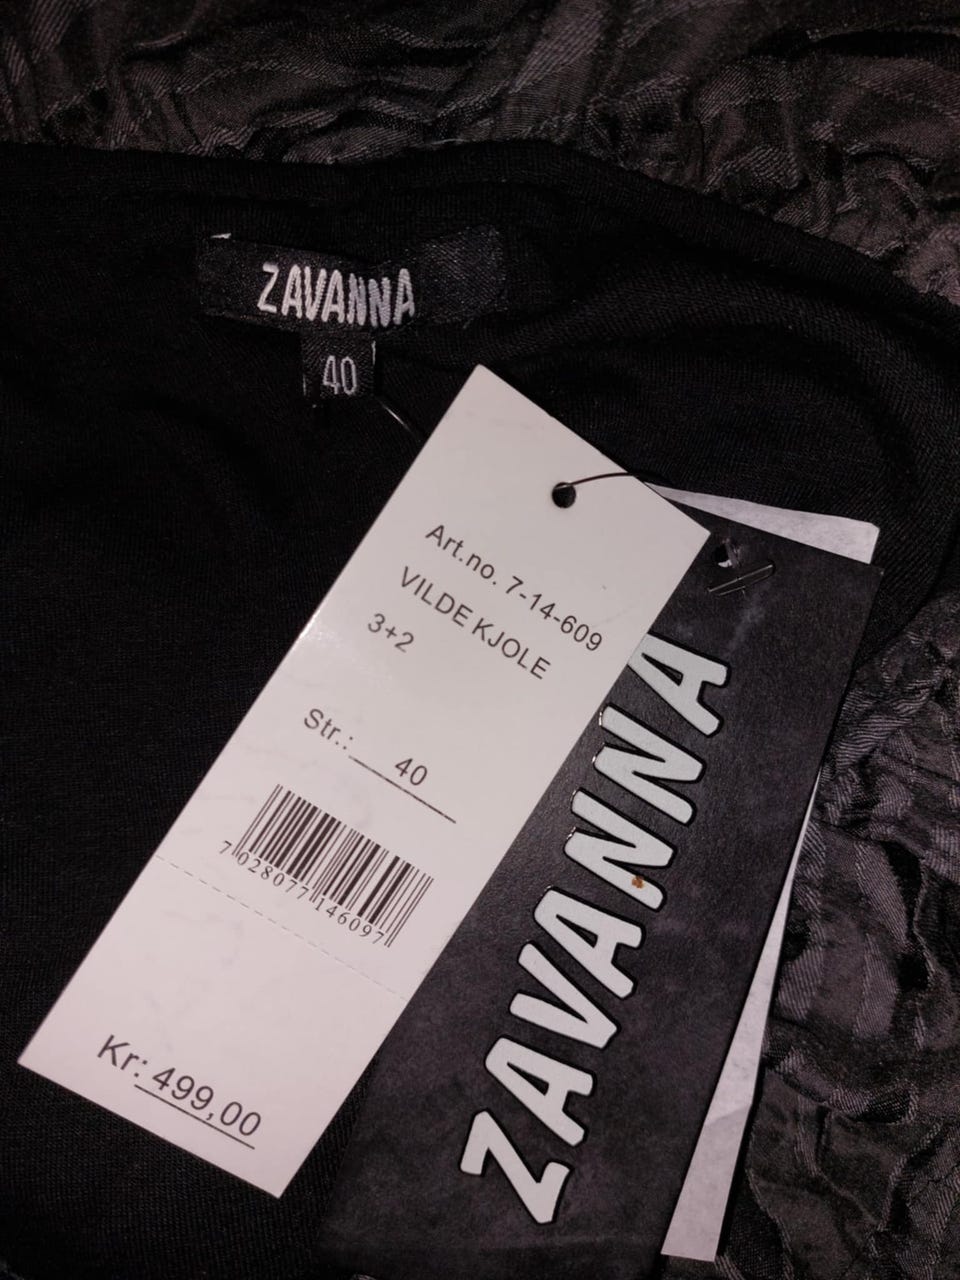 ZAVANNA
40
Art.no. 7-14-609
VILDE KJOLE
3+2
Str.: 40
7028077146097
Kr: 499,00
ZAVANNA